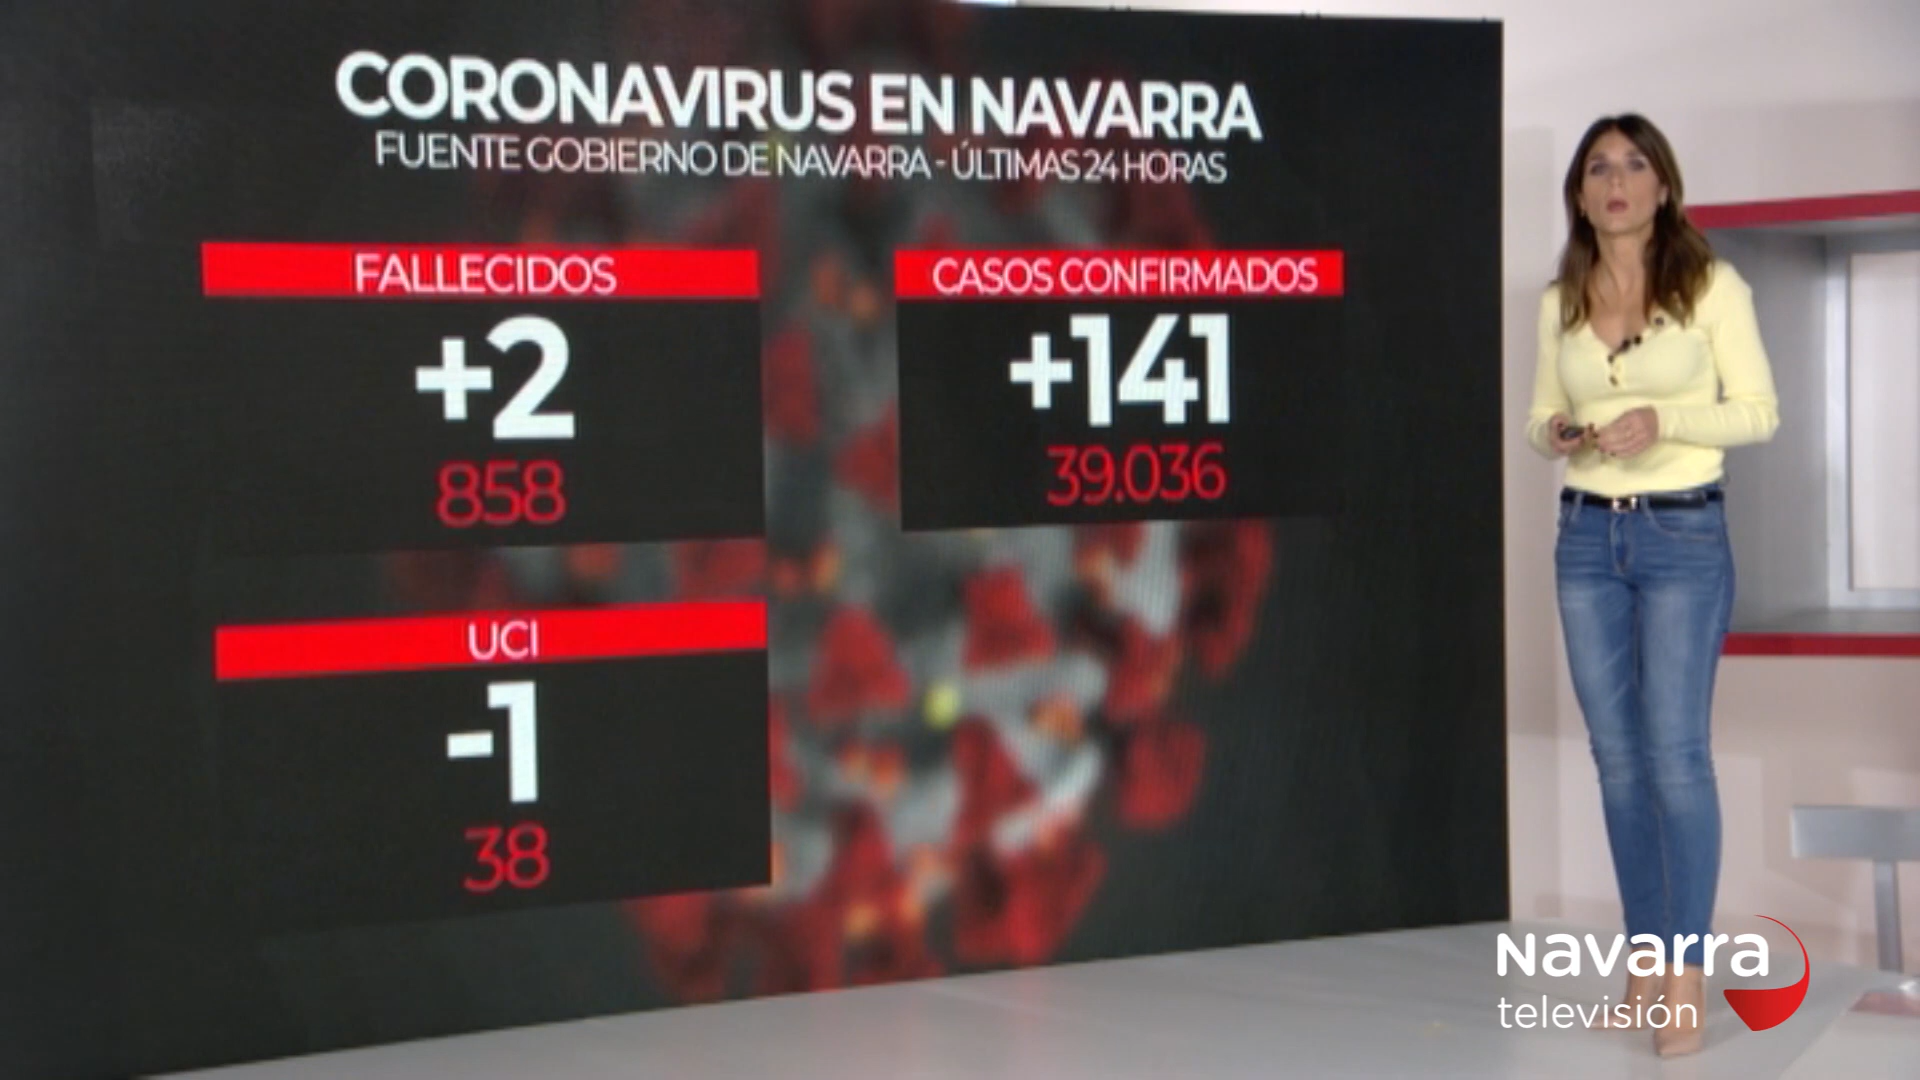 CORONAVIRUS EN NAVARRA
FUENTE GOBIERNO DE NAVARRA - ÚLTIMAS 24 HORAS
FALLECIDOS
+2
858
CASOS CONFIRMADOS
+141
39.036
UCI
-1
38
Navarra
televisión